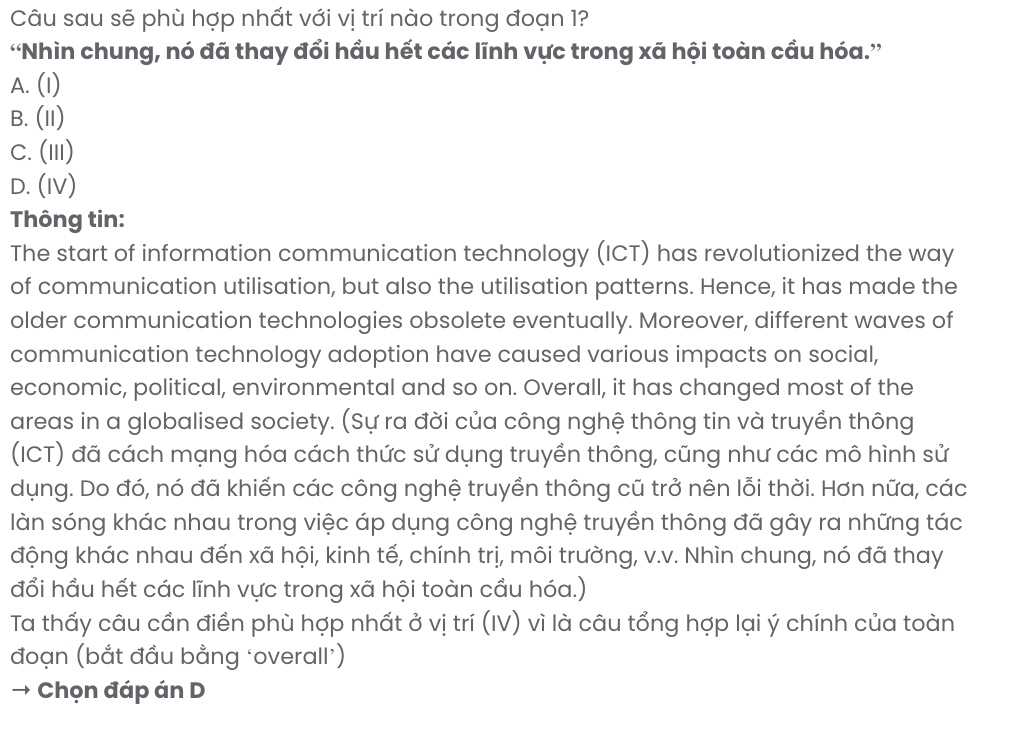 Câu sau sẽ phù hợp nhất với vị trí nào trong đoạn 1?
“Nhìn chung, nó đã thay đổi hầu hết các lĩnh vực trong xã hội toàn cầu hóa.”
A. (I)
B. (II)
C. (III)
D. (IV)
Thông tin:
The start of information communication technology (ICT) has revolutionized the way
of communication utilisation, but also the utilisation patterns. Hence, it has made the
older communication technologies obsolete eventually. Moreover, different waves of
communication technology adoption have caused various impacts on social,
economic, political, environmental and so on. Overall, it has changed most of the
areas in a globalised society. (Sự ra đời của công nghệ thông tin và truyền thông
(ICT) đã cách mạng hóa cách thức sử dụng truyền thông, cũng như các mô hình sử
dụng. Do đó, nó đã khiến các công nghệ truyền thông cũ trở nên lỗi thời. Hơn nữa, các
làn sóng khác nhau trong việc áp dụng công nghệ truyền thông đã gây ra những tác
động khác nhau đến xã hội, kinh tế, chính trị, môi trường, v.v. Nhìn chung, nó đã thay
đổi hầu hết các lĩnh vực trong xã hội toàn cầu hóa.)
Ta thấy câu cần điền phù hợp nhất ở vị trí (IV) vì là câu tổng hợp lại ý chính của toàn
đoạn (bắt đầu bằng ‘overall’)
→ Chọn đáp án D